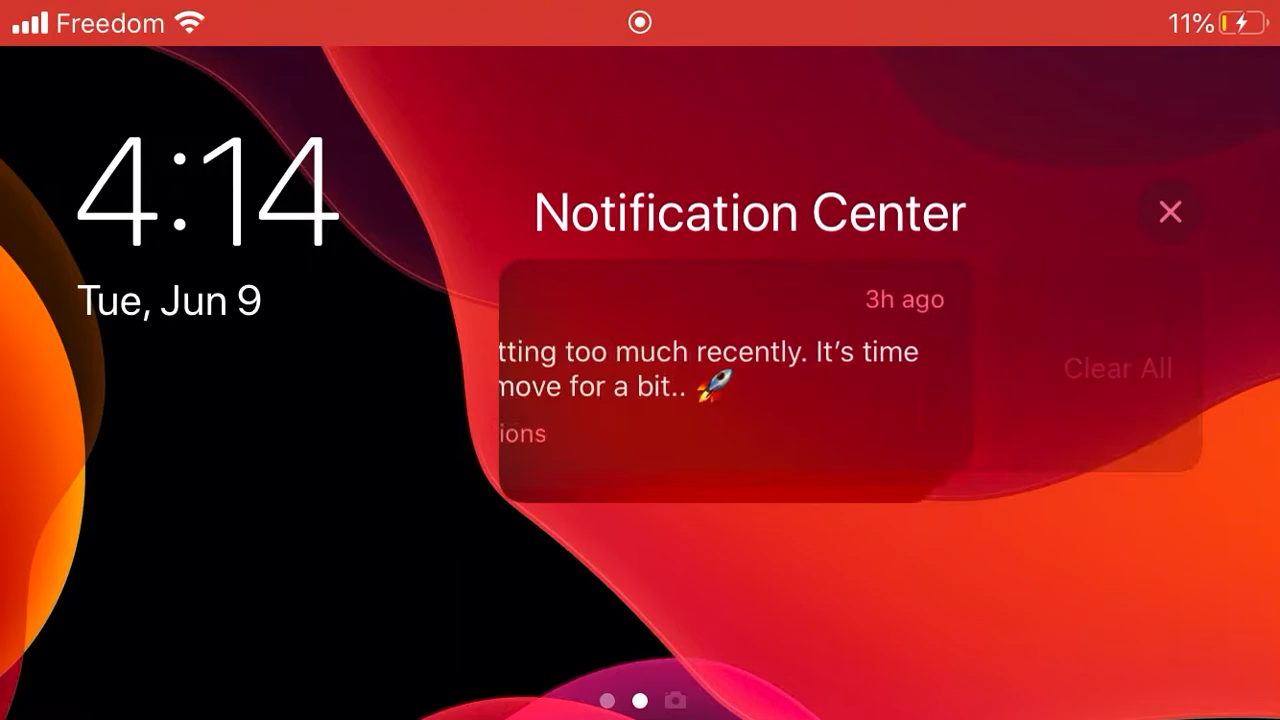 Freedom
11%
4:14
Tue, Jun 9
Notification Center
3h ago
tting too much recently. It’s time
move for a bit.. 🚀
ions
Clear All